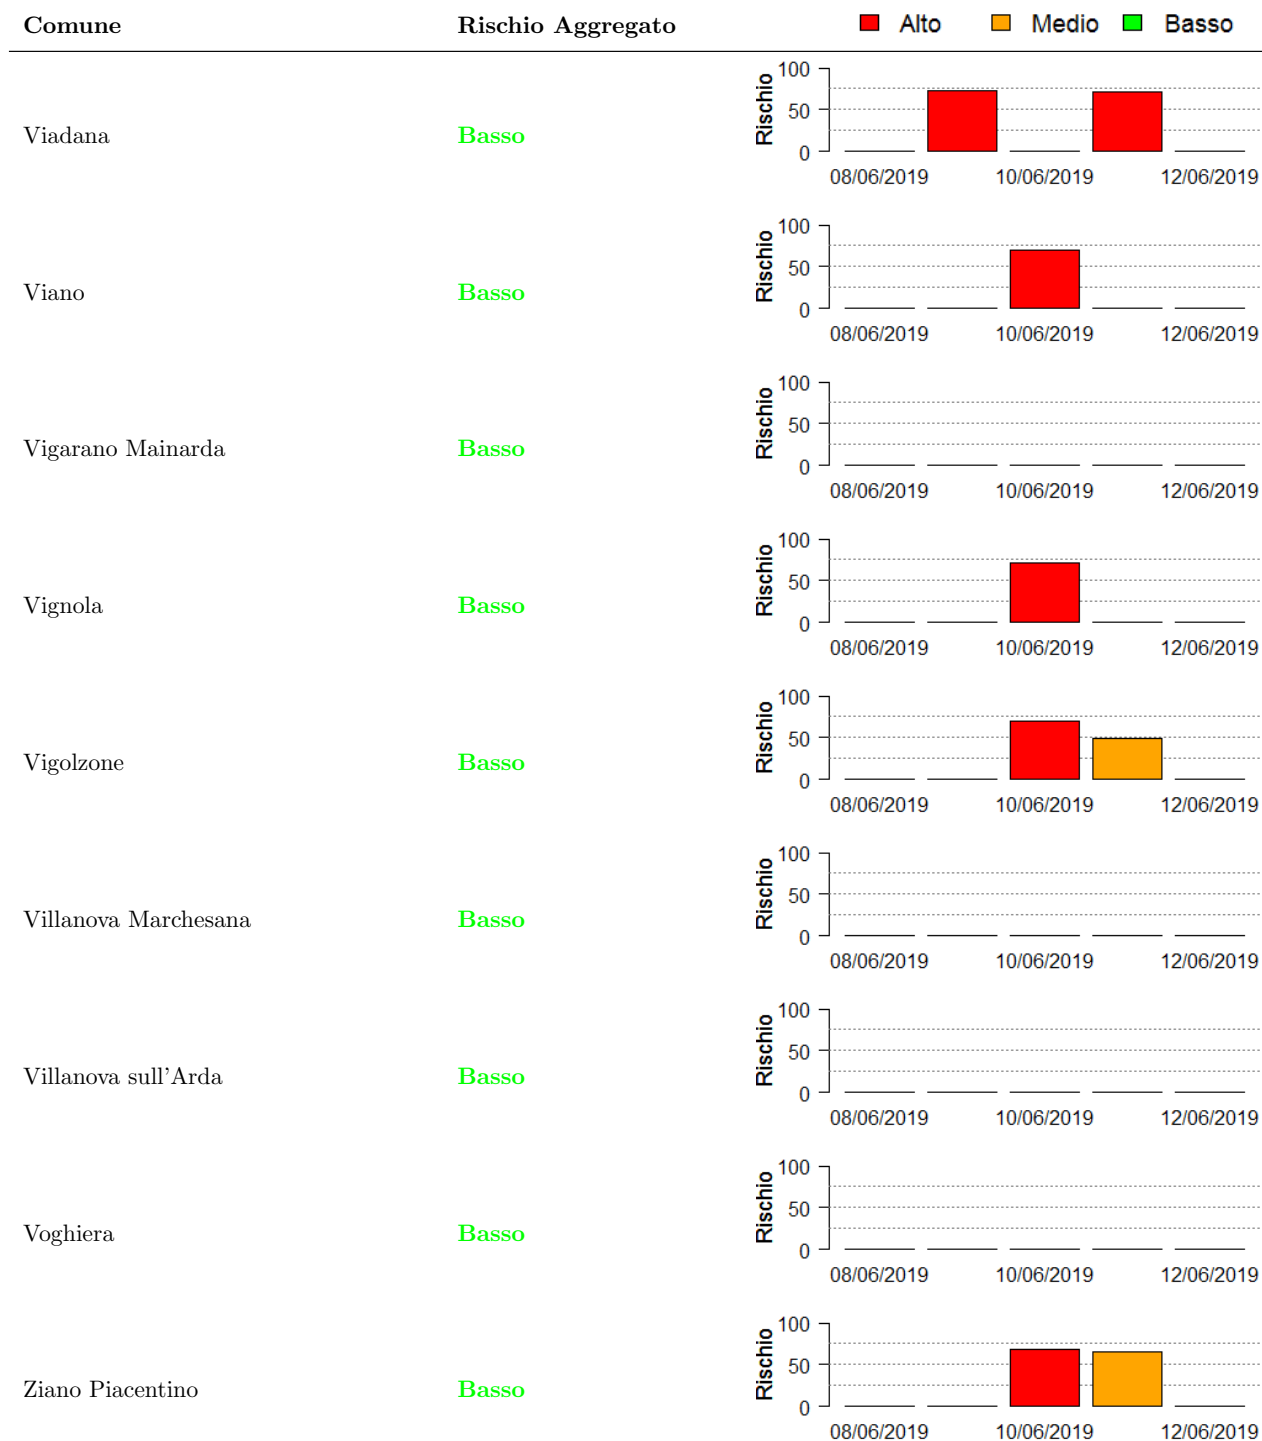 Comune Rischio Aggregato Alto Medio Basso
100
50
0
Rischio
Viadana Basso
08/06/2019 10/06/2019 12/06/2019
100
50
0
Rischio
Viano Basso
08/06/2019 10/06/2019 12/06/2019
100
50
0
Rischio
Vigarano Mainarda Basso
08/06/2019 10/06/2019 12/06/2019
100
50
0
Rischio
Vignola Basso
08/06/2019 10/06/2019 12/06/2019
100
50
0
Rischio
Vigolzone Basso
08/06/2019 10/06/2019 12/06/2019
100
50
0
Rischio
Villanova Marchesana Basso
08/06/2019 10/06/2019 12/06/2019
100
50
0
Rischio
Villanova sull'Arda Basso
08/06/2019 10/06/2019 12/06/2019
100
50
0
Rischio
Voghiera Basso
08/06/2019 10/06/2019 12/06/2019
100
50
0
Rischio
Ziano Piacentino Basso
08/06/2019 10/06/2019 12/06/2019